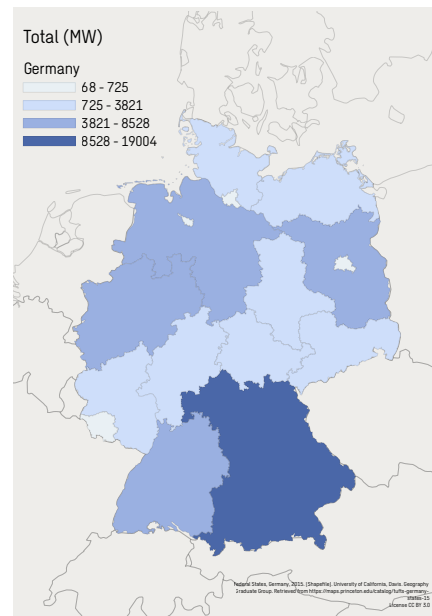 Total (MW)
Germany
68 - 725
725 - 3821
3821 - 8528
8528 - 19004
Federal States, Germany, 2015. [Shapefile]. University of California, Davis. Geography
Graduate Group. Retrieved from https://maps.princeton.edu/catalog/tufts-germany-
states-15
License CC BY 3.0